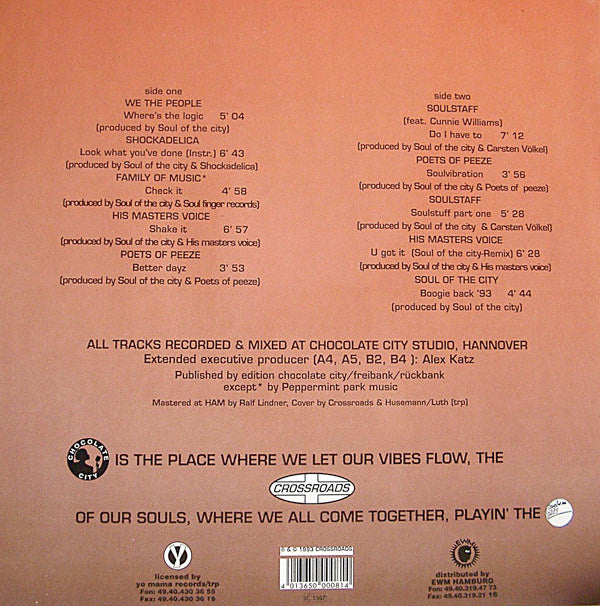 side one
WE THE PEOPLE
Where's the logic 5' 04
(produced by Soul of the city)
SHOCKADELICA
Look what you've done (Instr.) 6' 43
(produced by Soul of the city & Shockadelica)
FAMILY OF MUSIC*
Check it 4' 58
(produced by Soul of the city & Soul finger records)
HIS MASTERS VOICE
Shake it 6' 57
(produced by Soul of the city & His masters voice)
POETS OF PEEZE
Better dayz 3' 53
(produced by Soul of the city & Poets of peeze)
side two
SOULSTAFF
(feat. Cunnie Williams)
Do I have to 7' 12
(produced by Soul of the city & Carsten Völkel)
POETS OF PEEZE
Soulvibration 3' 56
(produced by Soul of the city & Poets of peeze)
SOULSTAFF
Soulstuff part one 5' 28
(produced by Soul of the city & Carsten Völkel)
HIS MASTERS VOICE
U got it (Soul of the city-Remix) 6' 28
(produced by Soul of the city & His masters voice)
SOUL OF THE CITY
Boogie back '93 4' 44
(produced by Soul of the city)
ALL TRACKS RECORDED & MIXED AT CHOCOLATE CITY STUDIO, HANNOVER
Extended executive producer (A4, A5, B2, B4 ): Alex Katz
Published by edition chocolate city/freibank/rückbank
except* by Peppermint park music
Mastered at HAM by Ralf Lindner, Cover by Crossroads & Husemann/Luth (trp)
CHOCOLATE CITY IS THE PLACE WHERE WE LET OUR VIBES FLOW, THE
CROSSROADS
OF OUR SOULS, WHERE WE ALL COME TOGETHER, PLAYIN' THE
licensed by
yo mama records/trp
Fon: 49.40.430 36 55
Fax: 49.40.430 36 19
℗ & © 1993 CROSSROADS
4 013650 000814
EWM
distributed by
EWM HAMBURG
Fon: 49.40.319.47 73
Fax: 49.40.319.21 16